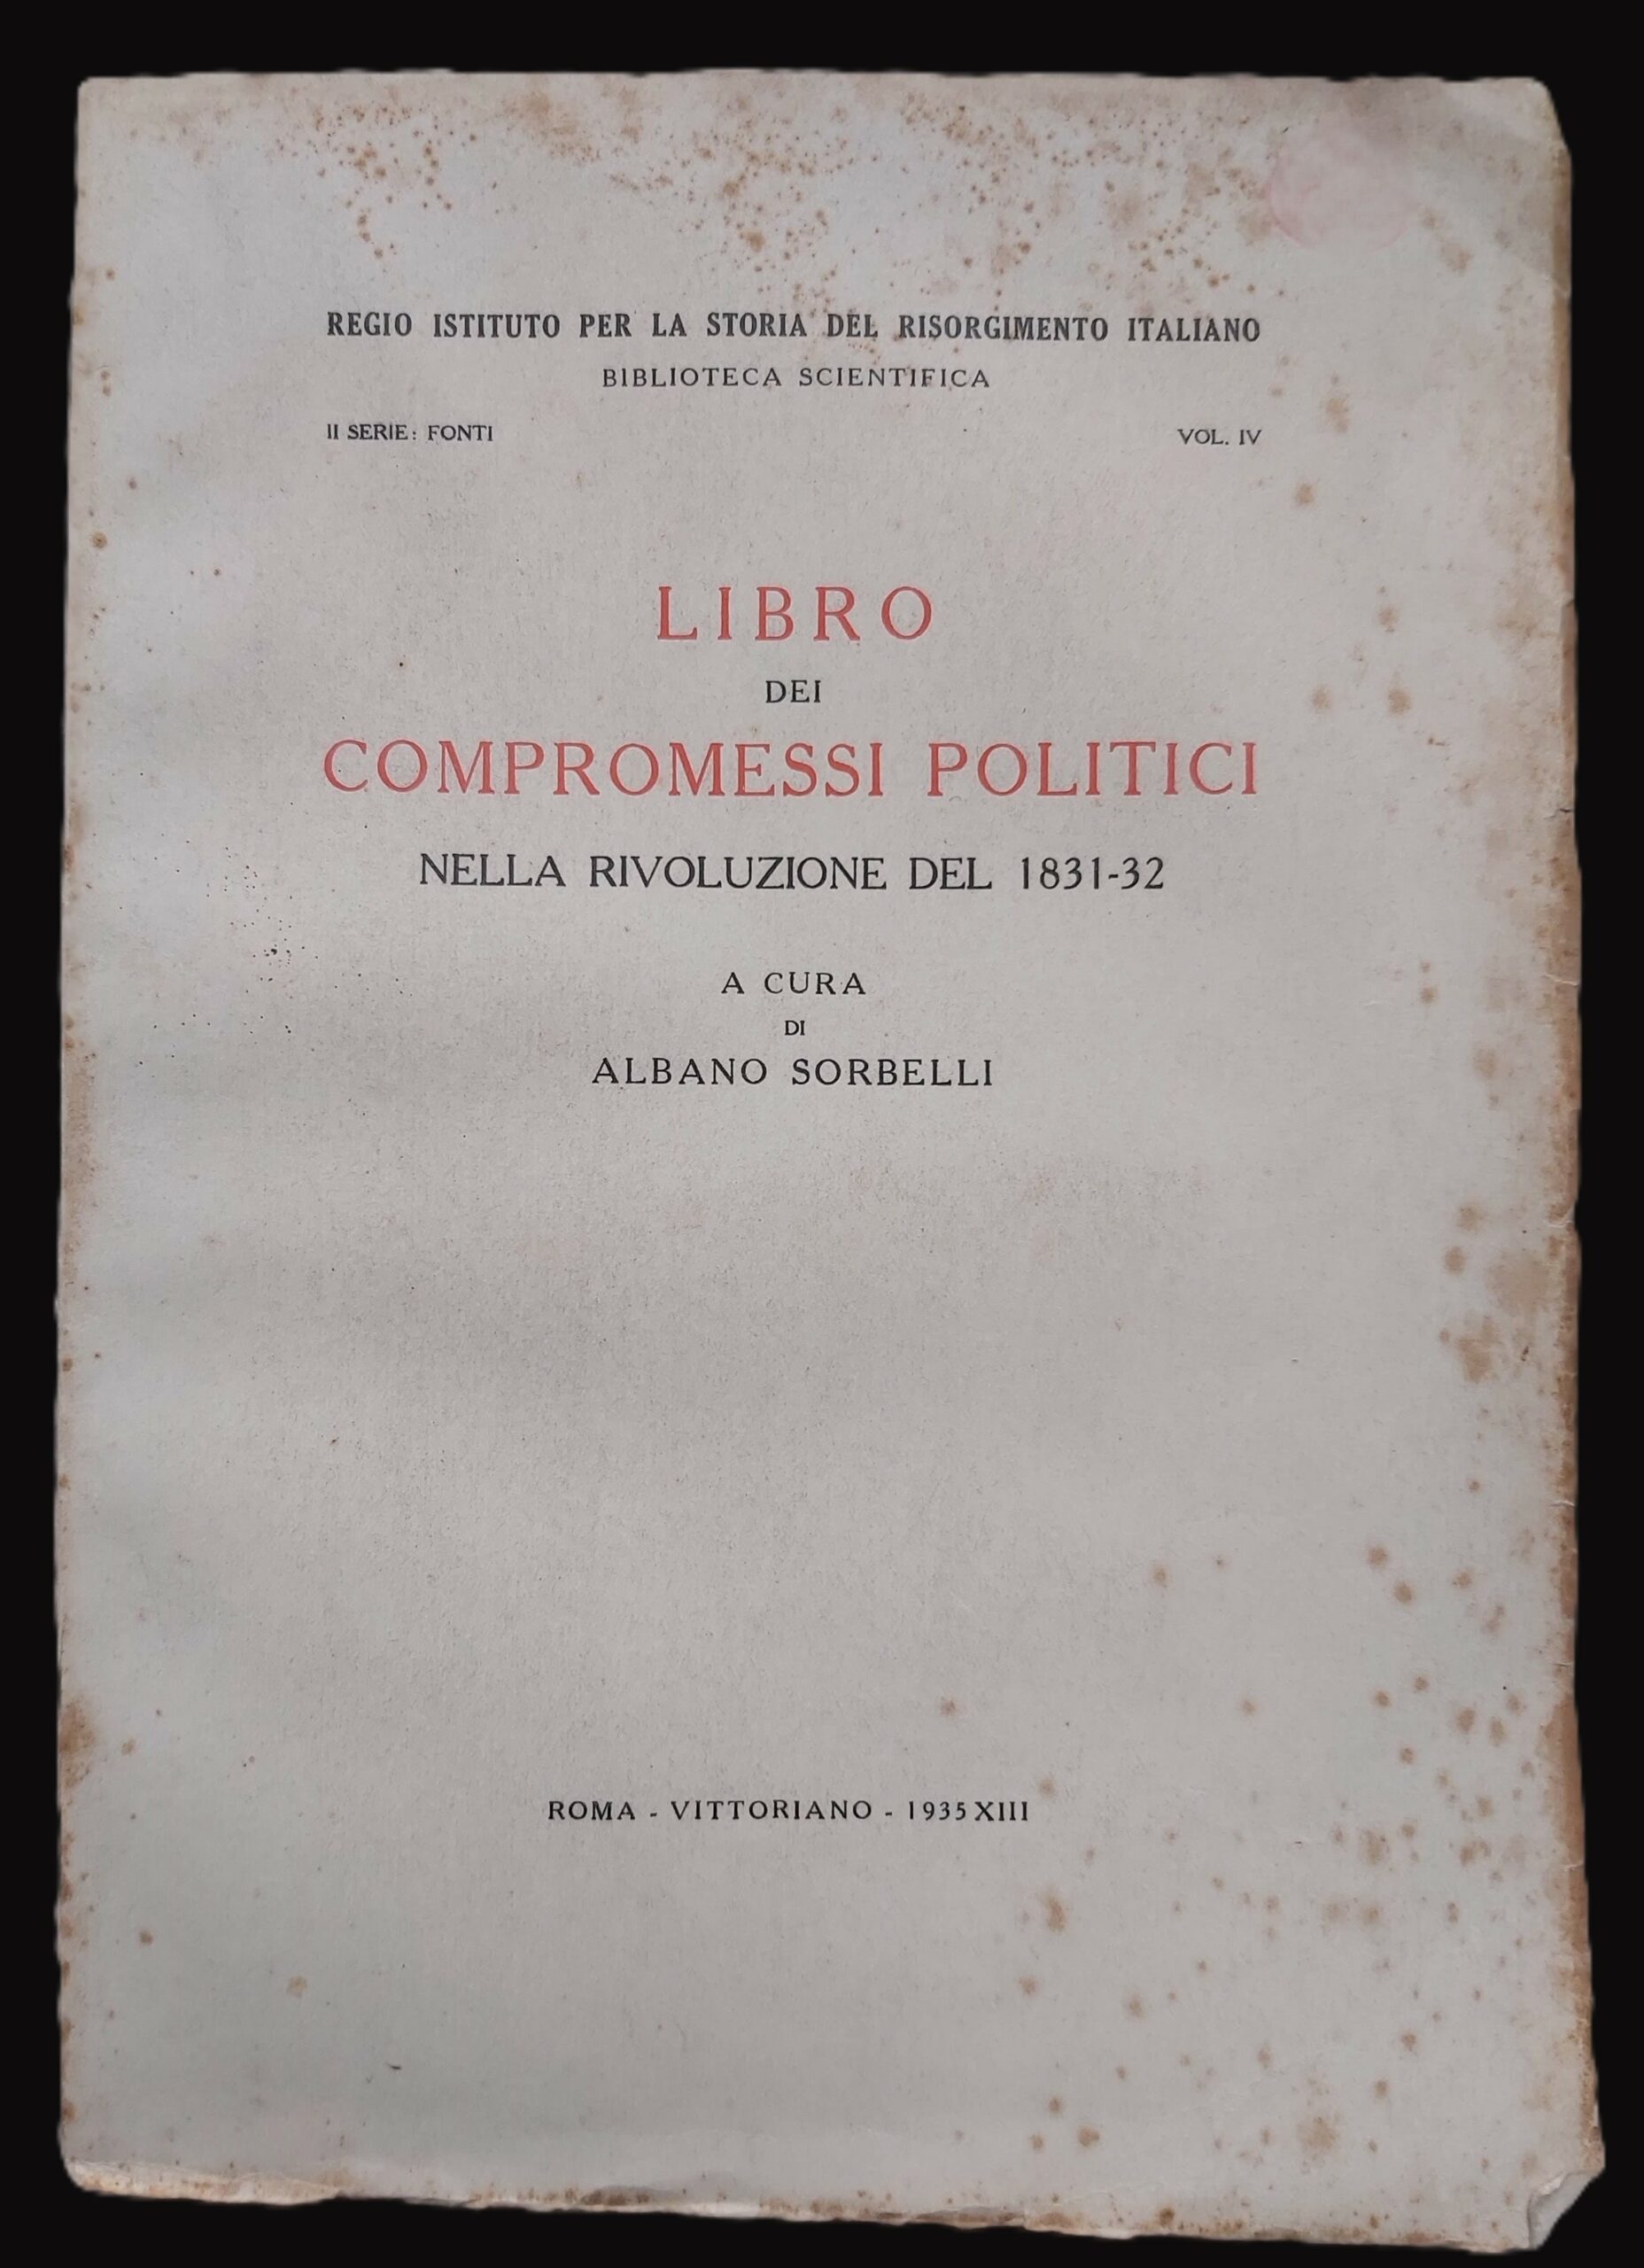 REGIO ISTITUTO PER LA STORIA DEL RISORGIMENTO ITALIANO
BIBLIOTECA SCIENTIFICA
II SERIE: FONTI VOL. IV
LIBRO
DEI
COMPROMESSI POLITICI
NELLA RIVOLUZIONE DEL 1831-32
A CURA
DI
ALBANO SORBELLI
ROMA - VITTORIANO - 1935 XIII